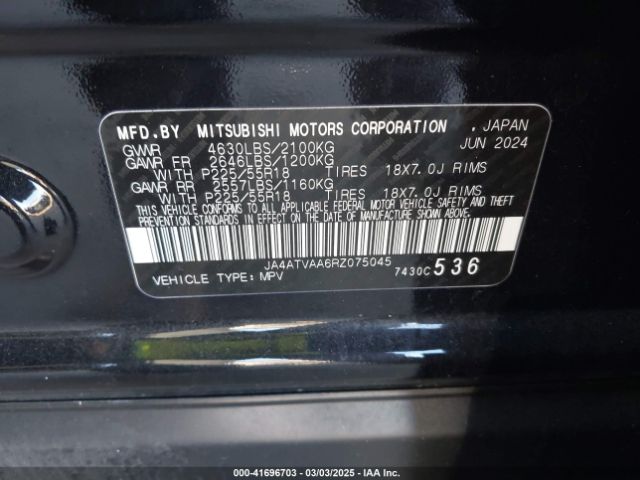 MFD.BY MITSUBISHI MOTORS CORPORATION , JAPAN
GVWR 4630LBS/2100KG JUN 2024
GAWR FR 2646LBS/1200KG
WITH P225/55R18 TIRES 18X7.0J RIMS
GAWR RR 2557LBS/1160KG
WITH P225/55R18 TIRES 18X7.0J RIMS
THIS VEHICLE CONFORMS TO ALL APPLICABLE FEDERAL MOTOR VEHICLE SAFETY AND THEFT
PREVENTION STANDARDS IN EFFECT ON THE DATE OF MANUFACTURE SHOWN ABOVE.
JA4ATVAA6RZ075045
VEHICLE TYPE: MPV 7430C 536
000-41696703 - 03/03/2025 - IAA Inc.